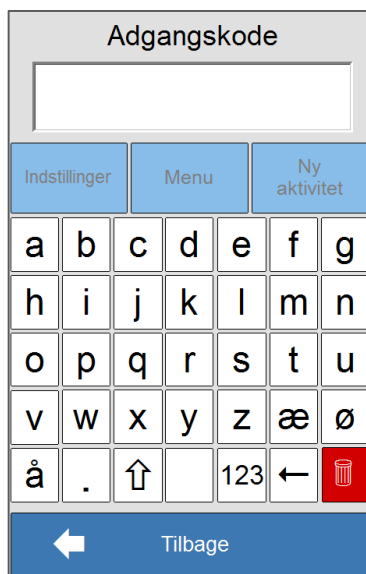 Adgangskode
Indstillinger Menu Ny aktivitet
a b c d e f g
h i j k l m n
o p q r s t u
v w x y z æ ø
å . ⇧ 123 ←
Tilbage